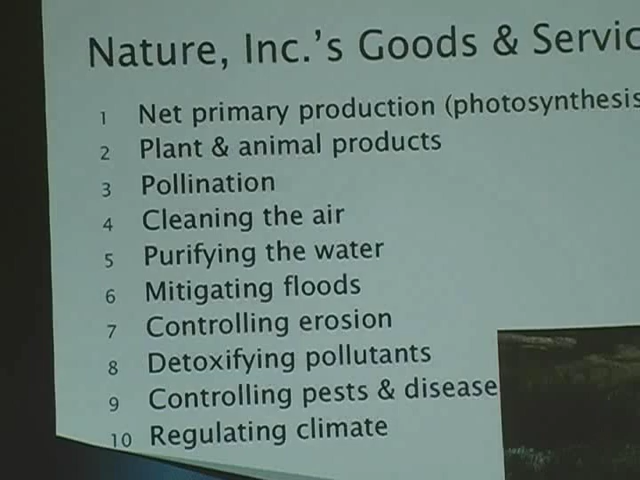 Nature, Inc.'s Goods & Servic
1 Net primary production (photosynthesis
2 Plant & animal products
3 Pollination
4 Cleaning the air
5 Purifying the water
6 Mitigating floods
7 Controlling erosion
8 Detoxifying pollutants
9 Controlling pests & disease
10 Regulating climate